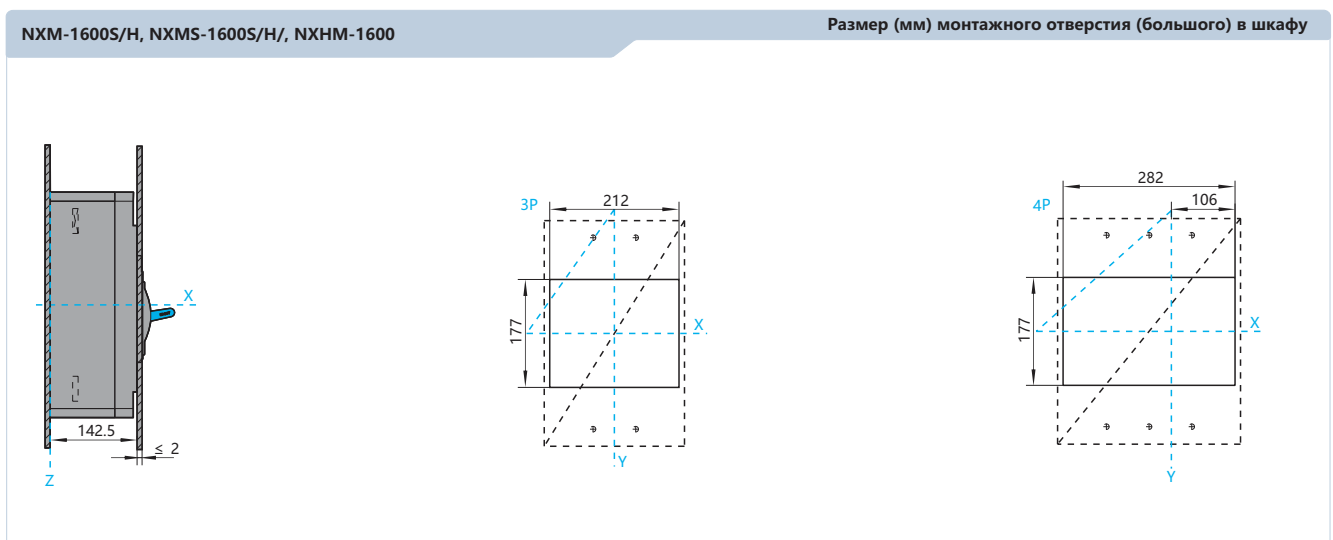 NXM-1600S/H, NXMS-1600S/H/, NXHM-1600
Размер (мм) монтажного отверстия (большого) в шкафу
X
142.5
≤ 2
Z
3P
212
177
X
Y
282
4P
106
177
X
Y